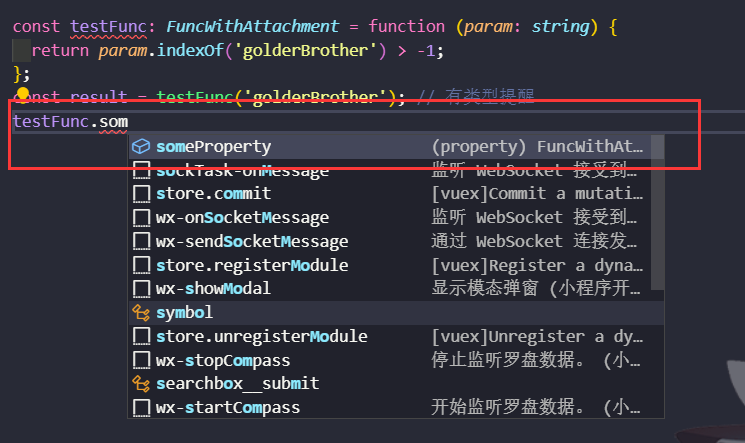 const testFunc: FuncWithAttachment = function (param: string) {
return param.indexOf('golderBrother') > -1;
};
const result = testFunc('golderBrother'); // 有类型提醒
testFunc.som
someProperty (property) FuncWithAt…
sockTask-onMessage 监听 WebSocket 接受到…
store.commit [vuex]Commit a mutati…
wx-onSocketMessage 监听 WebSocket 接受到…
wx-sendSocketMessage 通过 WebSocket 连接发…
store.registerModule [vuex]Register a dyna…
wx-showModal 显示模态弹窗 (小程序开…
symbol
store.unregisterModule [vuex]Unregister a dy…
wx-stopCompass 停止监听罗盘数据。 (小…
searchbox__submit
wx-startCompass 开始监听罗盘数据。 (小…